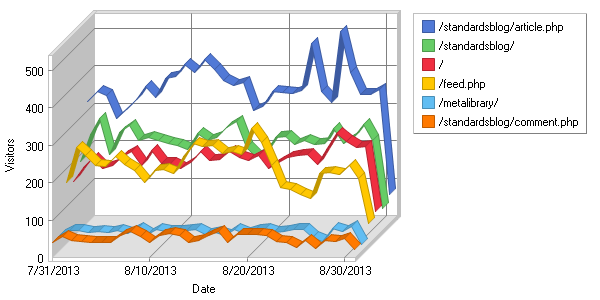 /standardsblog/article.php
/standardsblog/
/
/feed.php
/metalibrary/
/standardsblog/comment.php
500
400
300
200
100
0
Visitors
7/31/2013
8/10/2013
8/20/2013
8/30/2013
Date